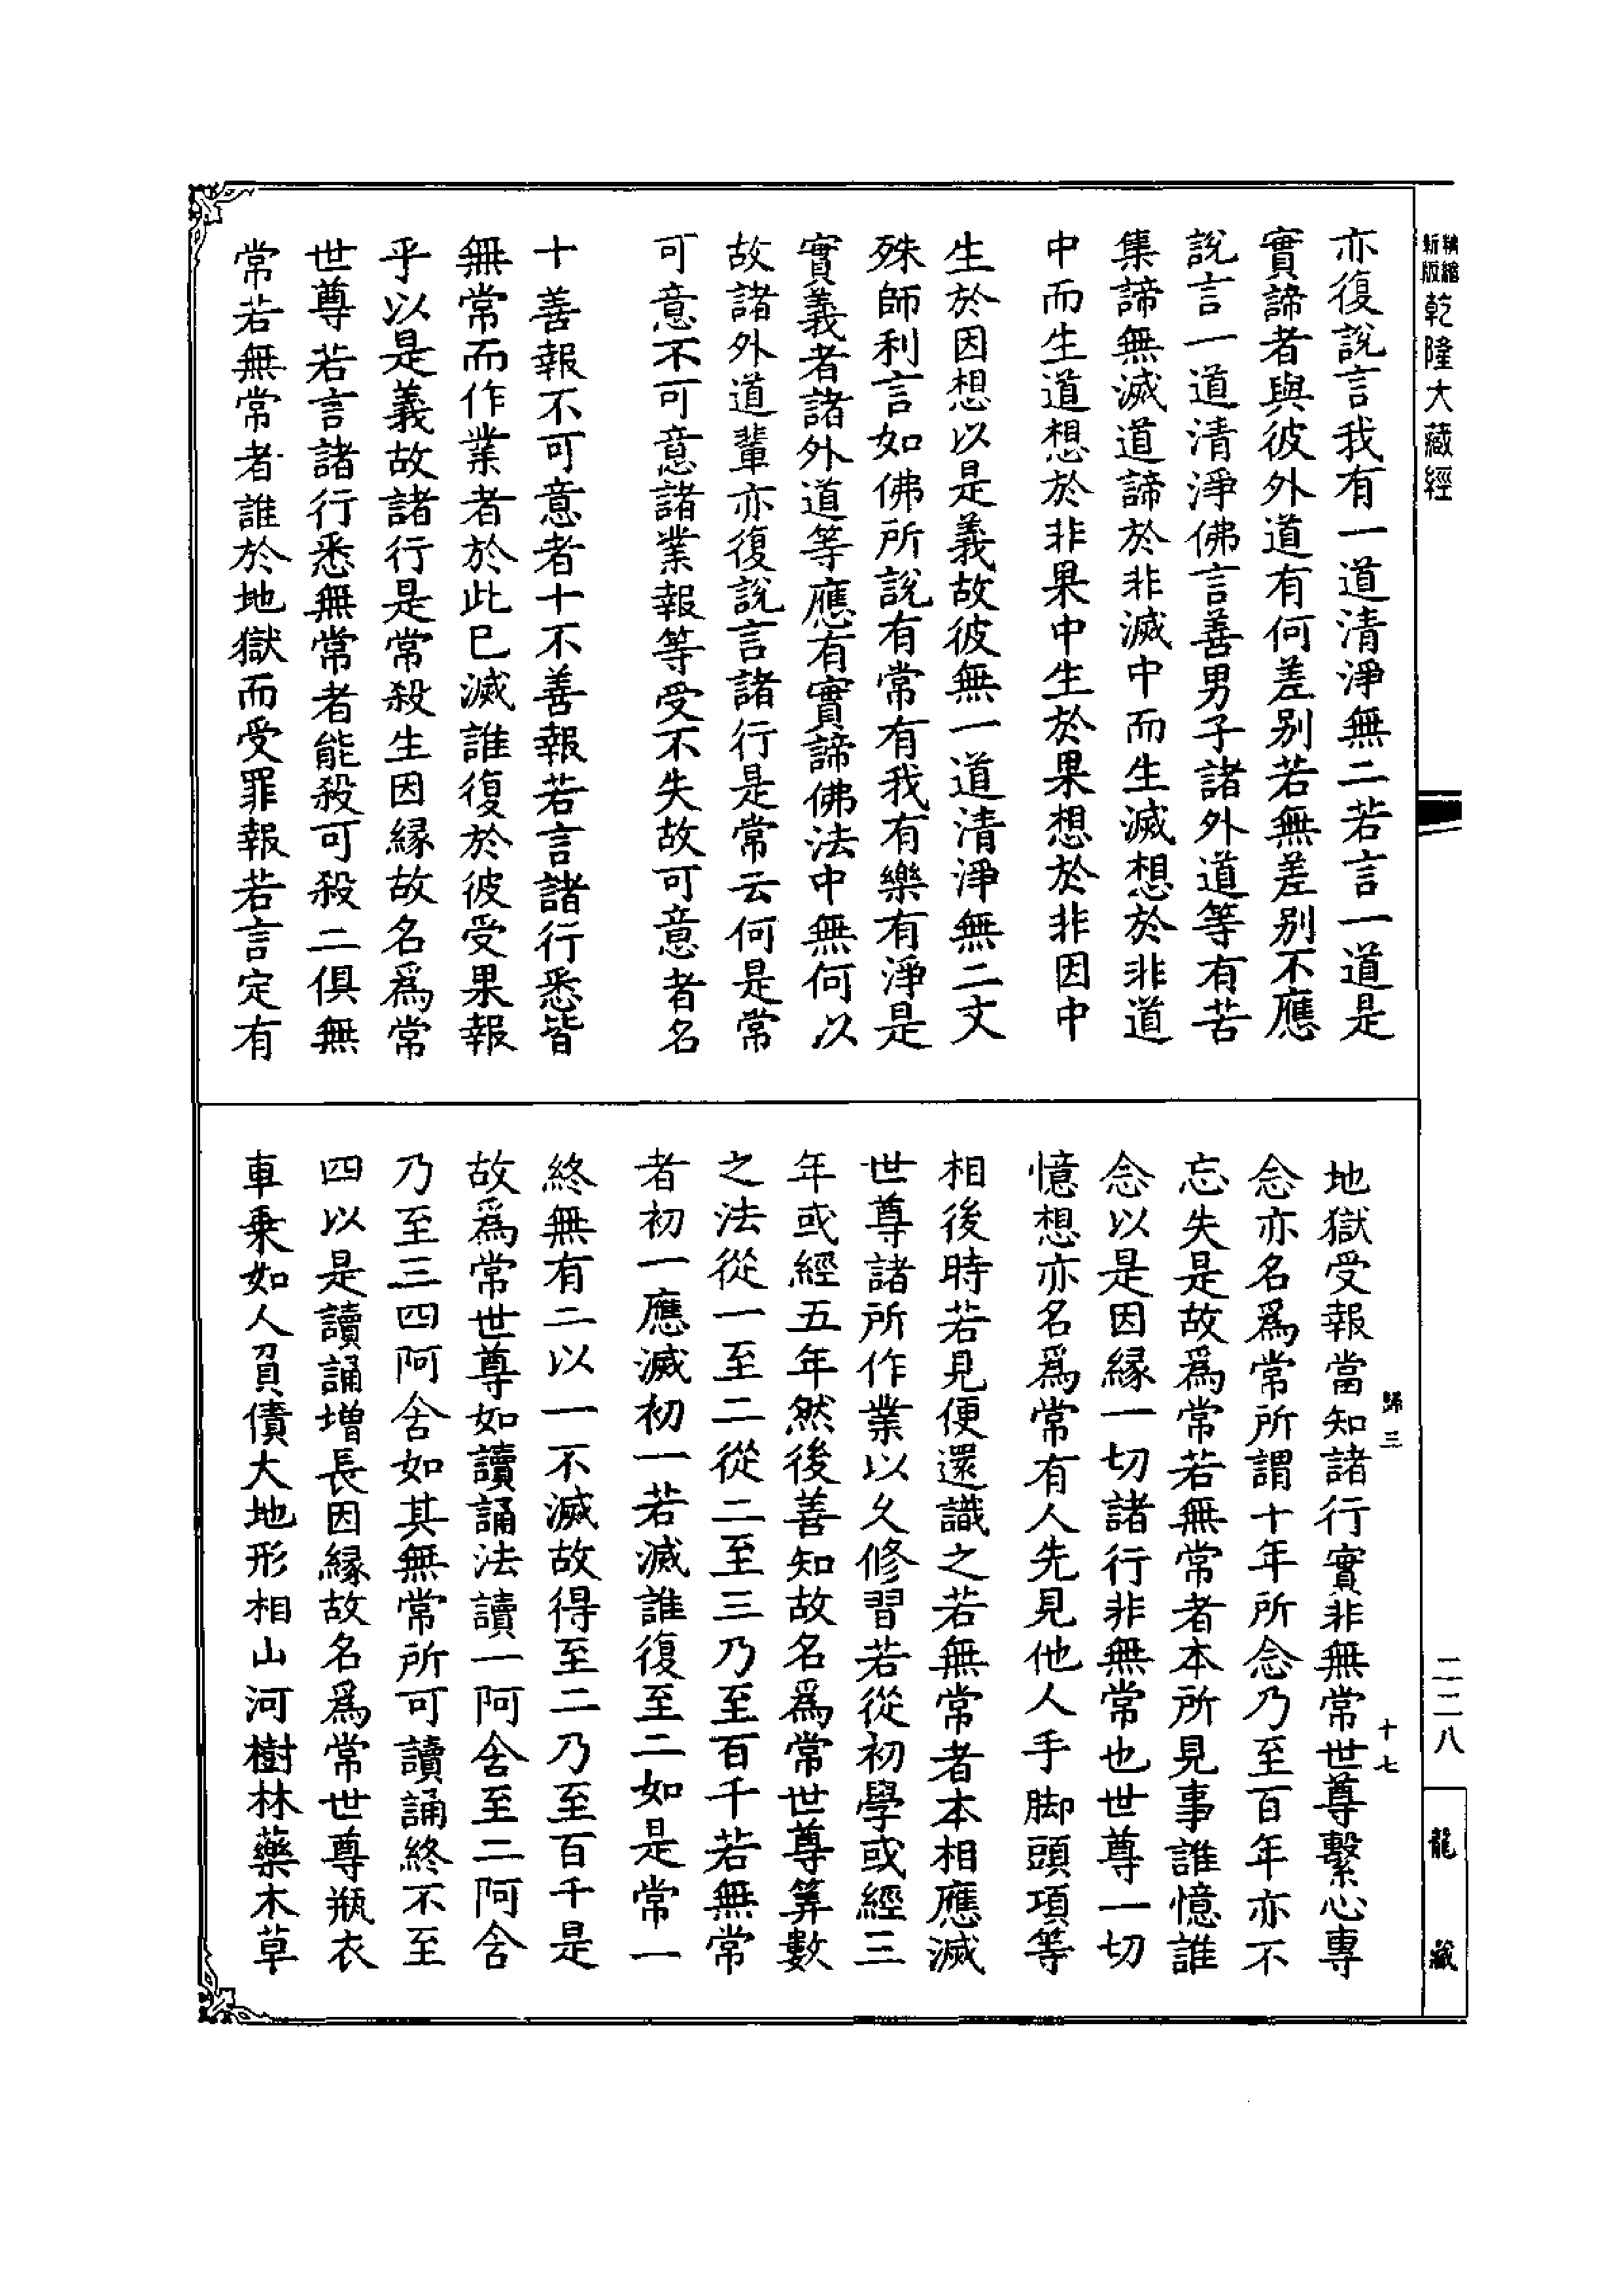 新版精縮乾隆大藏經
亦復說言我有一道清淨無二若言一道是
實諦者與彼外道有何差别若無差别不應
說言一道清淨佛言善男子諸外道等有苦
集諦無滅道諦於非滅中而生滅想於非道
中而生道想於非果中生於果想於非因中
生於因想以是義故彼無一道清淨無二文
殊師利言如佛所說有常有我有樂有淨是
實義者諸外道等應有實諦佛法中無何以
故諸外道輩亦復說言諸行是常云何是常
可意不可意諸業報等受不失故可意者名
十善報不可意者十不善報若言諸行悉皆
無常而作業者於此已滅誰復於彼受果報
乎以是義故諸行是常殺生因緣故名爲常
世尊若言諸行悉無常者能殺可殺二俱無
常若無常者誰於地獄而受罪報若言定有
歸三
十七
地獄受報當知諸行實非無常世尊繫心專
念亦名爲常所謂十年所念乃至百年亦不
忘失是故爲常若無常者本所見事誰憶誰
念以是因緣一切諸行非無常也世尊一切
憶想亦名爲常有人先見他人手脚頭項等
相後時若見便還識之若無常者本相應滅
世尊諸所作業以久修習若從初學或經三
年或經五年然後善知故名爲常世尊筭數
之法從一至二從二至三乃至百千若無常
者初一應滅初一若滅誰復至二如是常一
終無有二以一不滅故得至二乃至百千是
故爲常世尊如讀誦法讀一阿含至二阿含
乃至三四阿含如其無常所可讀誦終不至
四以是讀誦增長因緣故名爲常世尊瓶衣
車乗如人負債大地形相山河樹林藥木草
二二八
龍藏